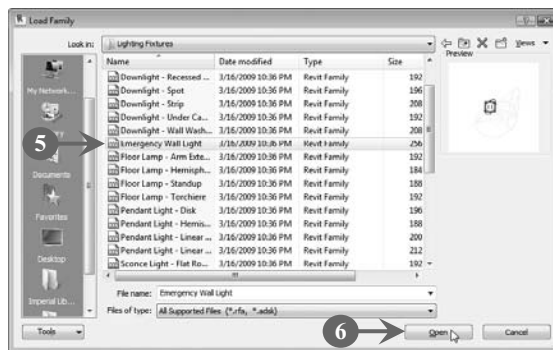 Load Family
Look in: Lighting Fixtures Views
Name Date modified Type Size Preview
Downlight - Recessed ... 3/16/2009 10:36 PM Revit Family 192
Downlight - Spot 3/16/2009 10:36 PM Revit Family 196
Downlight - Strip 3/16/2009 10:36 PM Revit Family 208
Downlight - Under Ca... 3/16/2009 10:36 PM Revit Family 192
Downlight - Wall Wash... 3/16/2009 10:36 PM Revit Family 208
5 Emergency Wall Light 3/16/2009 10:36 PM Revit Family 256
Floor Lamp - Arm Exte... 3/16/2009 10:36 PM Revit Family 192
Floor Lamp - Hemisph... 3/16/2009 10:36 PM Revit Family 184
Floor Lamp - Standup 3/16/2009 10:36 PM Revit Family 188
Floor Lamp - Torchiere 3/16/2009 10:36 PM Revit Family 192
Pendant Light - Disk 3/16/2009 10:36 PM Revit Family 196
Pendant Light - Hemis... 3/16/2009 10:36 PM Revit Family 188
Pendant Light - Linear ... 3/16/2009 10:36 PM Revit Family 200
Pendant Light - Linear ... 3/16/2009 10:36 PM Revit Family 212
Sconce Light - Flat Ro... 3/16/2009 10:36 PM Revit Family 192
My Network...
Documents
Favorites
Desktop
Imperial Lib...
File name: Emergency Wall Light
Files of type: All Supported Files (*.rfa, *.adsk)
Tools 6 Open Cancel